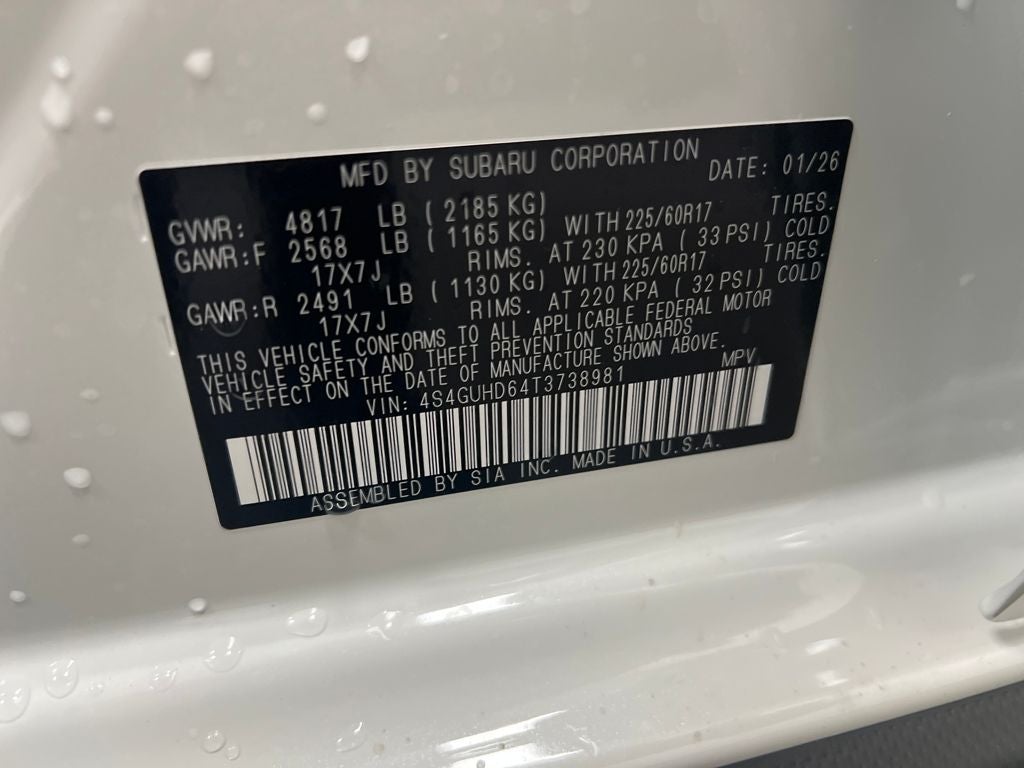 MFD BY SUBARU CORPORATION DATE: 01/26
GVWR: 4817 LB ( 2185 KG)
GAWR:F 2568 LB ( 1165 KG) WITH 225/60R17 TIRES.
17X7J RIMS. AT 230 KPA ( 33 PSI) COLD
GAWR:R 2491 LB ( 1130 KG) WITH 225/60R17 TIRES.
17X7J RIMS. AT 220 KPA ( 32 PSI) COLD
THIS VEHICLE CONFORMS TO ALL APPLICABLE FEDERAL MOTOR
VEHICLE SAFETY AND THEFT PREVENTION STANDARDS
IN EFFECT ON THE DATE OF MANUFACTURE SHOWN ABOVE.
VIN: 4S4GUHD64T3738981 MPV
ASSEMBLED BY SIA INC. MADE IN U.S.A.